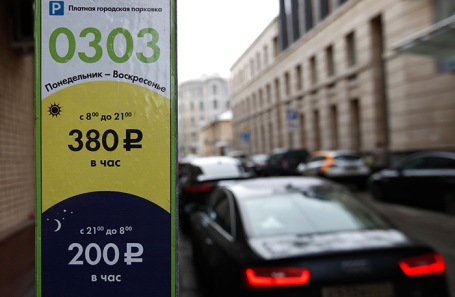 P Платная городская парковка
0303
Понедельник – Воскресенье
с 8⁰⁰ до 21⁰⁰
380 ₽
в час
с 21⁰⁰ до 8⁰⁰
200 ₽
в час